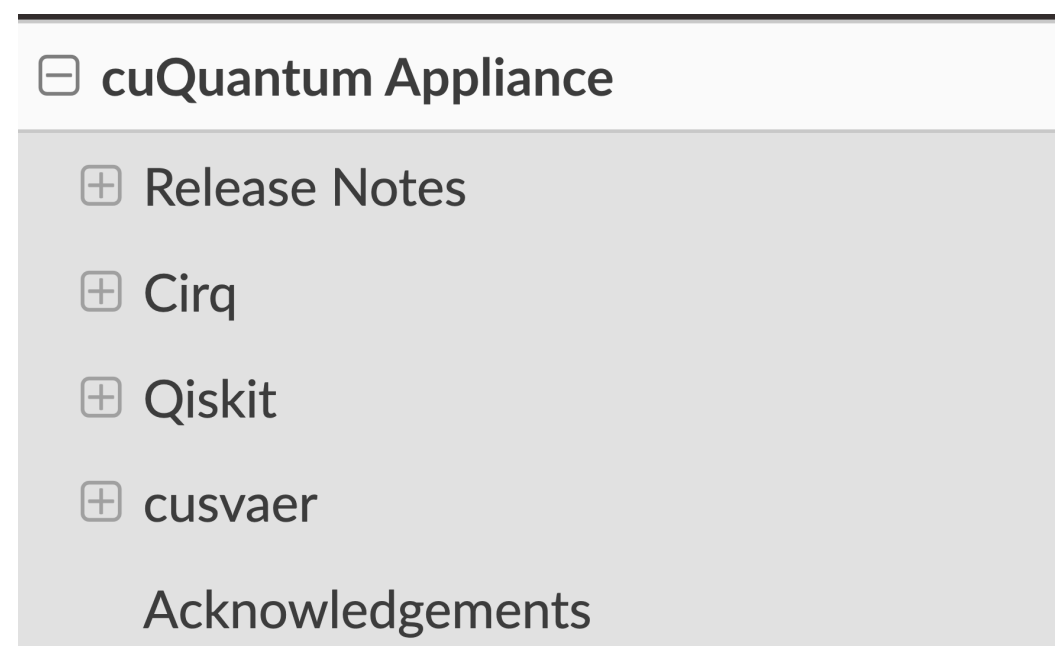 cuQuantum Appliance
Release Notes
Cirq
Qiskit
cusvaer
Acknowledgements